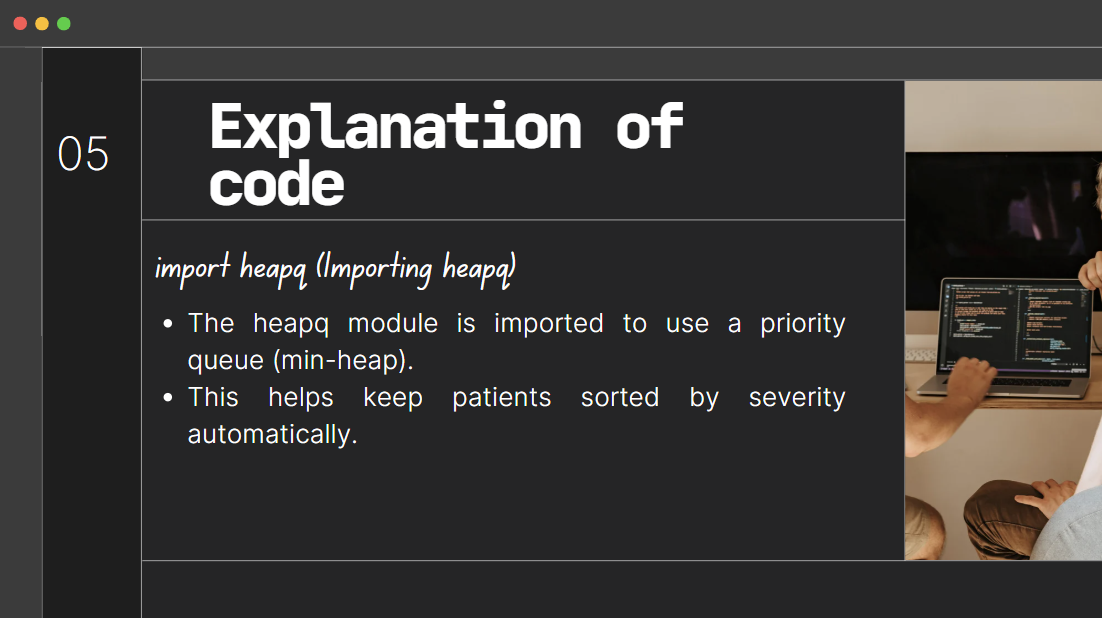 05
Explanation of
code
import heapq (Importing heapq)
• The heapq module is imported to use a priority
queue (min-heap).
• This helps keep patients sorted by severity
automatically.